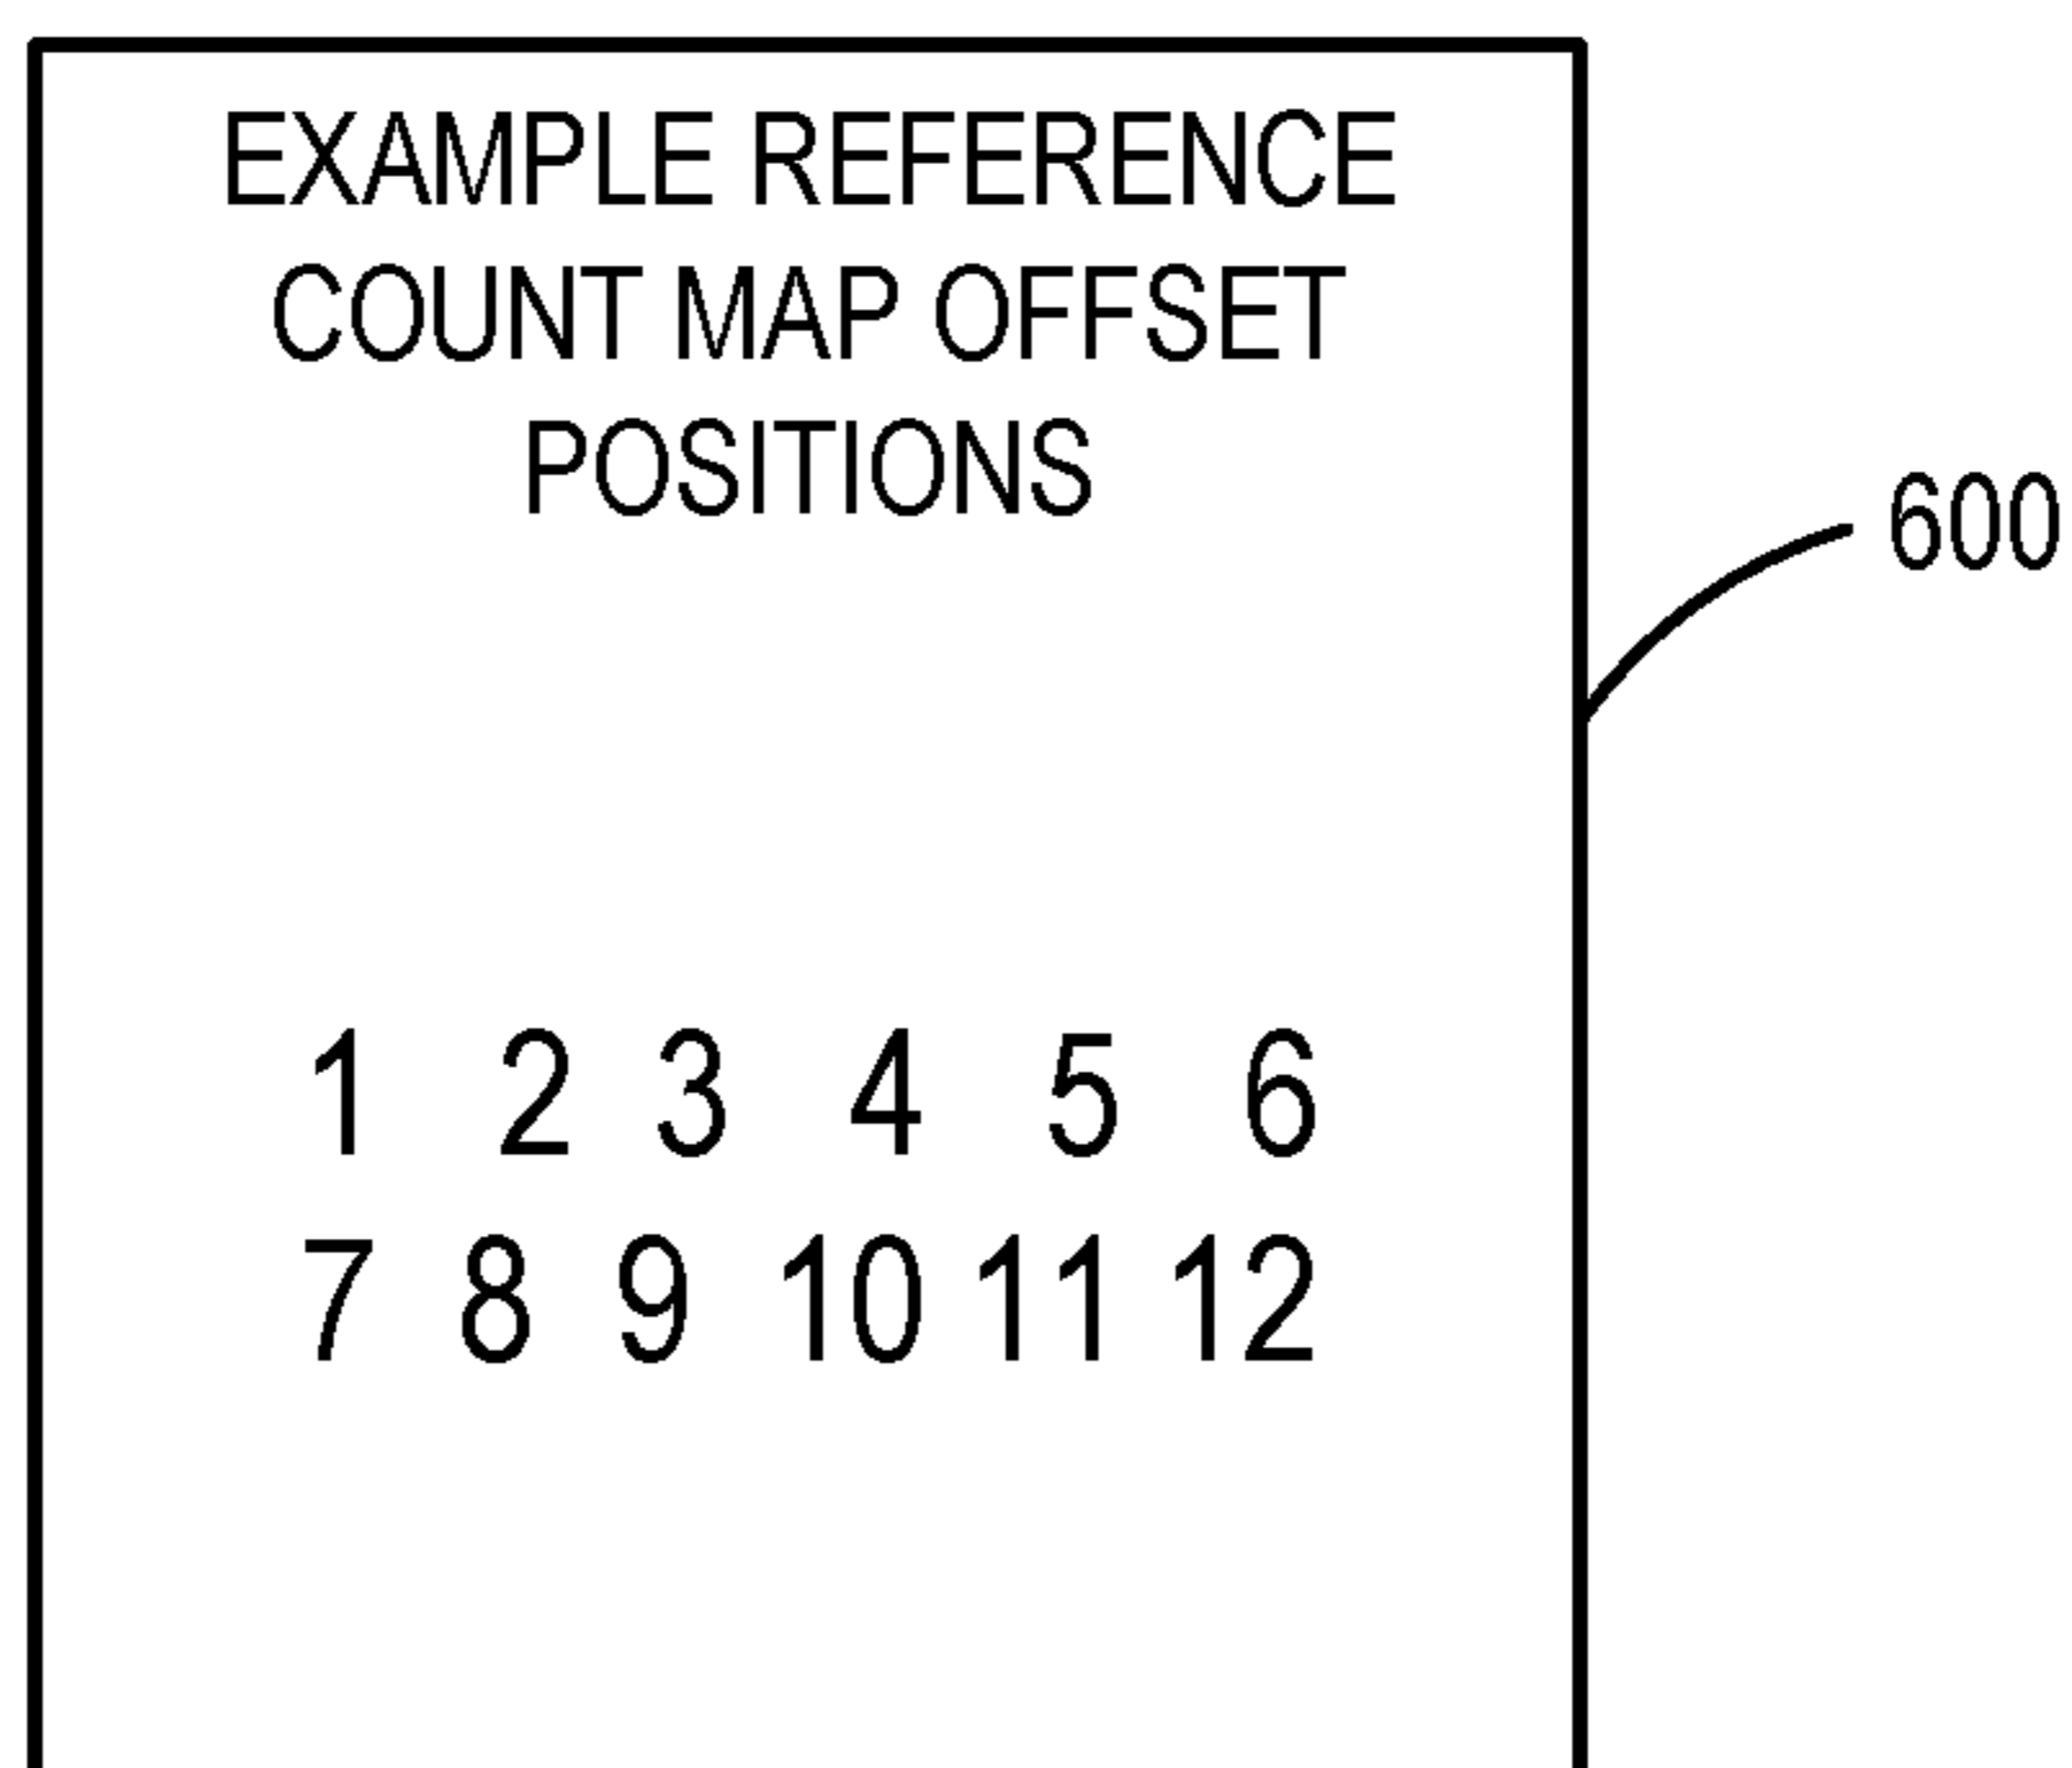 EXAMPLE REFERENCE
COUNT MAP OFFSET
POSITIONS
600
1 2 3 4 5 6
7 8 9 10 11 12